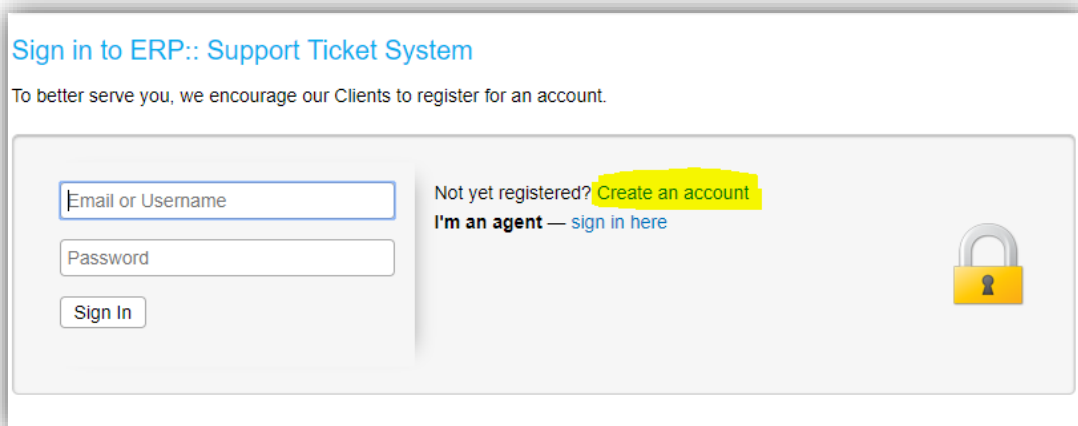 Sign in to ERP:: Support Ticket System
To better serve you, we encourage our Clients to register for an account.
Email or Username
Password
Sign In
Not yet registered? Create an account
I'm an agent — sign in here